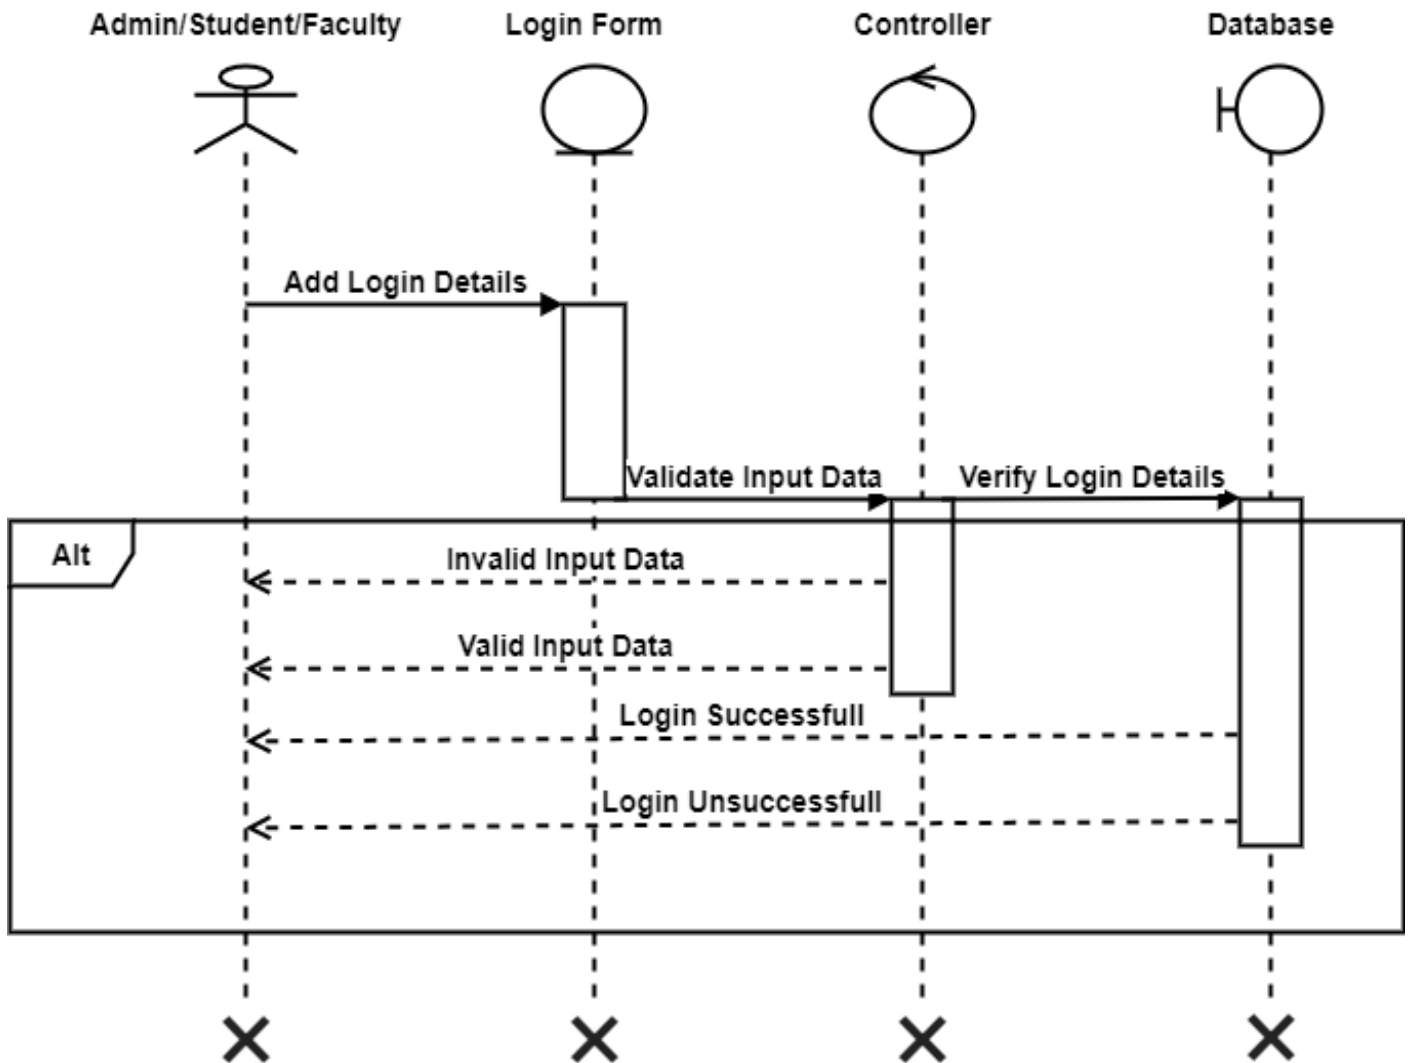 Admin/Student/Faculty
Login Form
Controller
Database
Add Login Details
Validate Input Data
Verify Login Details
Alt
Invalid Input Data
Valid Input Data
Login Successfull
Login Unsuccessfull